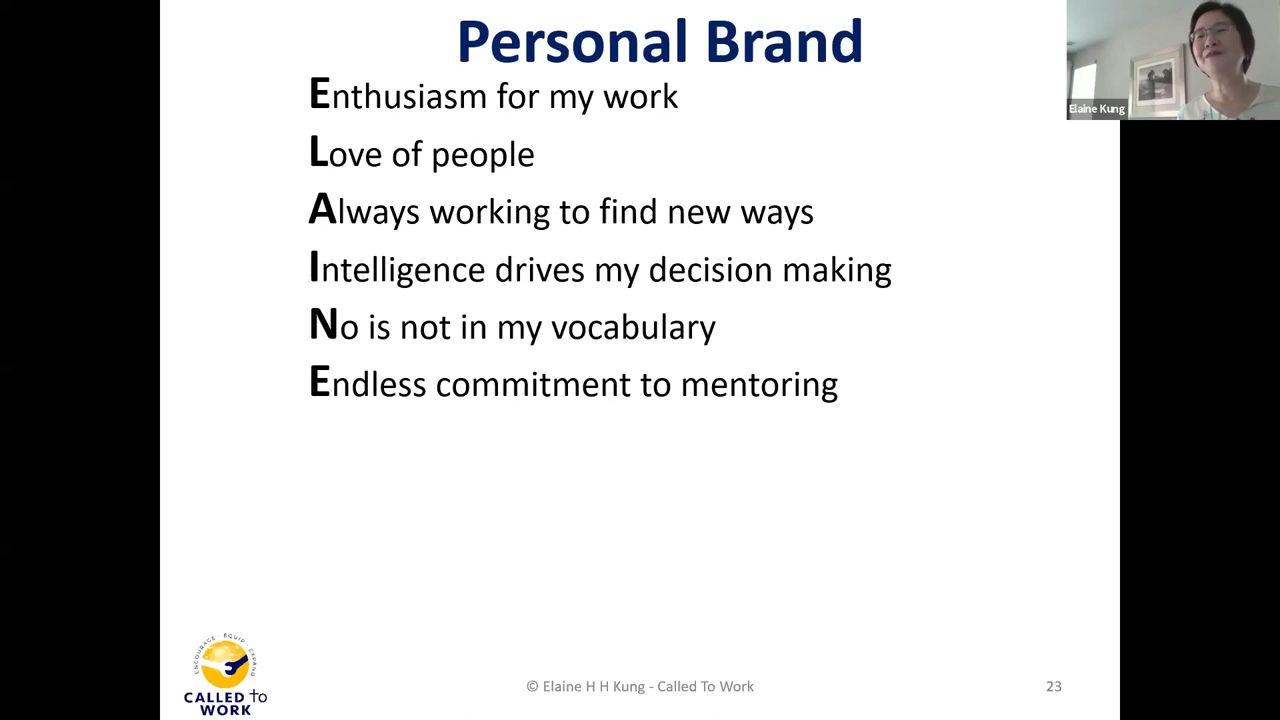 Personal Brand
Elaine Kung
Enthusiasm for my work
Love of people
Always working to find new ways
Intelligence drives my decision making
No is not in my vocabulary
Endless commitment to mentoring
ENCOURAGE · EQUIP · EXPAND
CALLED TO
WORK
© Elaine H H Kung - Called To Work
23